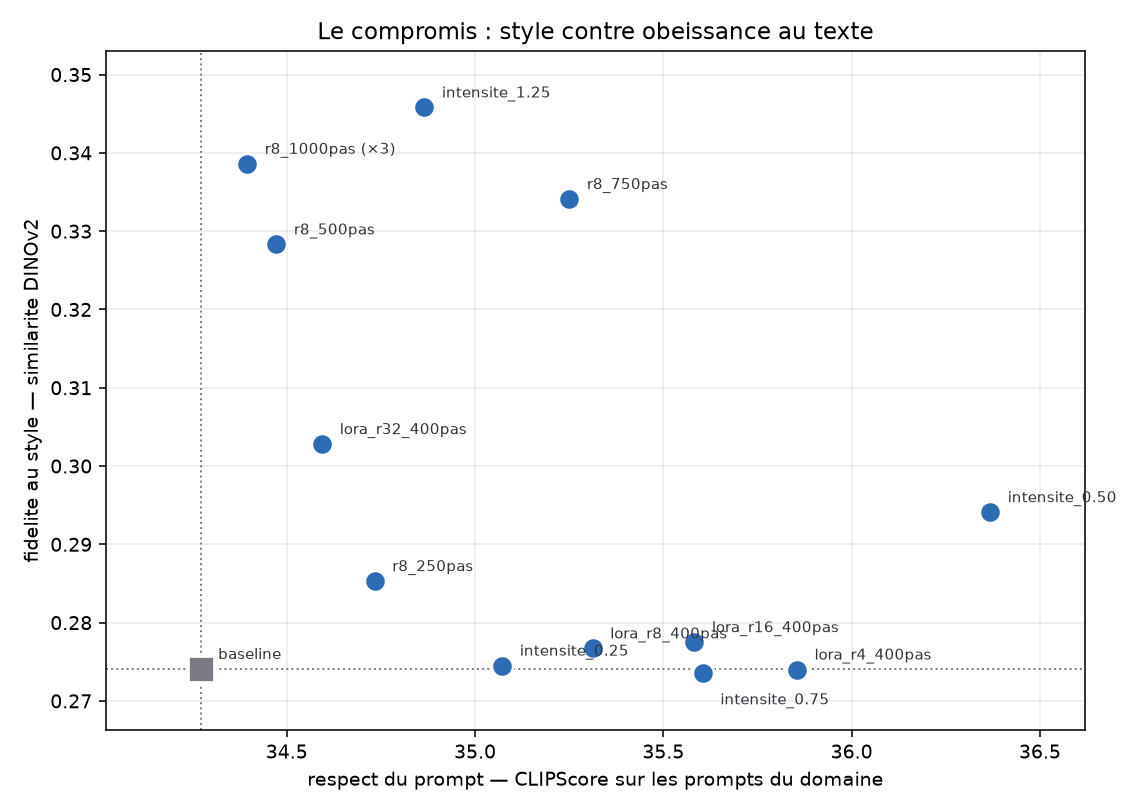 Le compromis : style contre obeissance au texte
fidelite au style — similarite DINOv2
0.35
0.34
0.33
0.32
0.31
0.30
0.29
0.28
0.27
intensite_1.25
r8_1000pas (×3)
r8_750pas
r8_500pas
lora_r32_400pas
intensite_0.50
r8_250pas
lora_r8_400pas
lora_r16_400pas
intensite_0.25
baseline
lora_r4_400pas
intensite_0.75
34.5
35.0
35.5
36.0
36.5
respect du prompt — CLIPScore sur les prompts du domaine